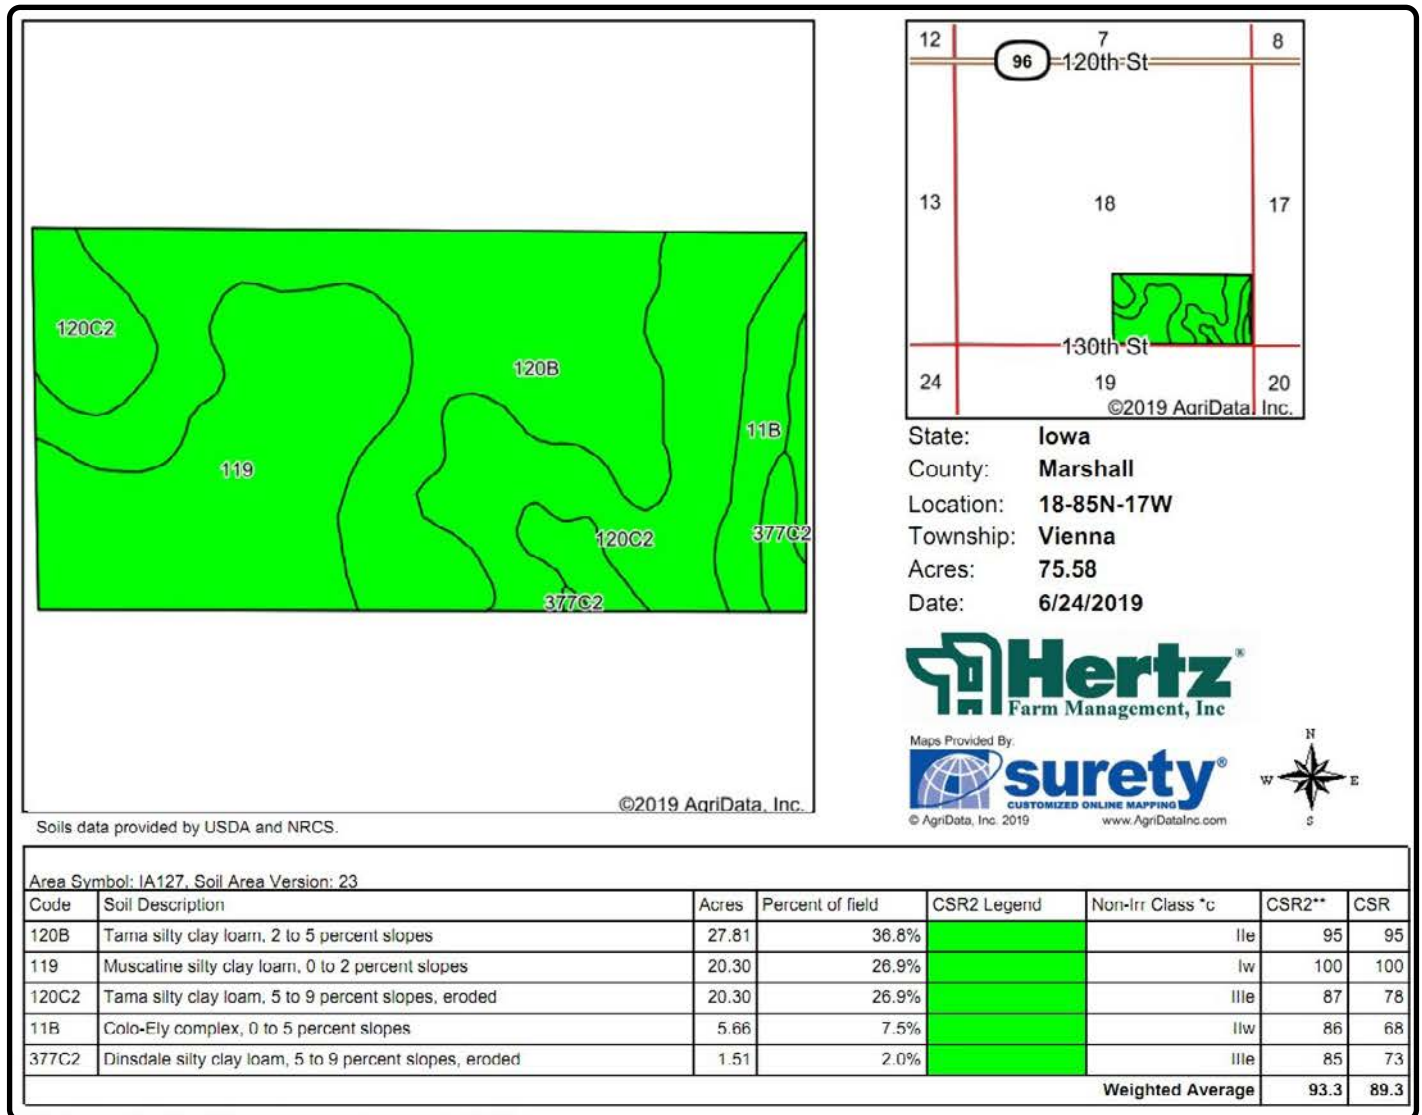 120C2
120B
119
11B
120C2
377C2
377C2
©2019 AgriData, Inc.
Soils data provided by USDA and NRCS.
12 7 8
96 120th St
13 18 17
130th St
24 19 20
©2019 AgriData, Inc.
State: Iowa
County: Marshall
Location: 18-85N-17W
Township: Vienna
Acres: 75.58
Date: 6/24/2019
Hertz®
Farm Management, Inc
Maps Provided By:
surety®
CUSTOMIZED ONLINE MAPPING
© AgriData, Inc. 2019 www.AgriDataInc.com
N
W E
S
Area Symbol: IA127, Soil Area Version: 23
Code Soil Description Acres Percent of field CSR2 Legend Non-Irr Class *c CSR2** CSR
120B Tama silty clay loam, 2 to 5 percent slopes 27.81 36.8% IIe 95 95
119 Muscatine silty clay loam, 0 to 2 percent slopes 20.30 26.9% Iw 100 100
120C2 Tama silty clay loam, 5 to 9 percent slopes, eroded 20.30 26.9% IIIe 87 78
11B Colo-Ely complex, 0 to 5 percent slopes 5.66 7.5% IIw 86 68
377C2 Dinsdale silty clay loam, 5 to 9 percent slopes, eroded 1.51 2.0% IIIe 85 73
Weighted Average 93.3 89.3